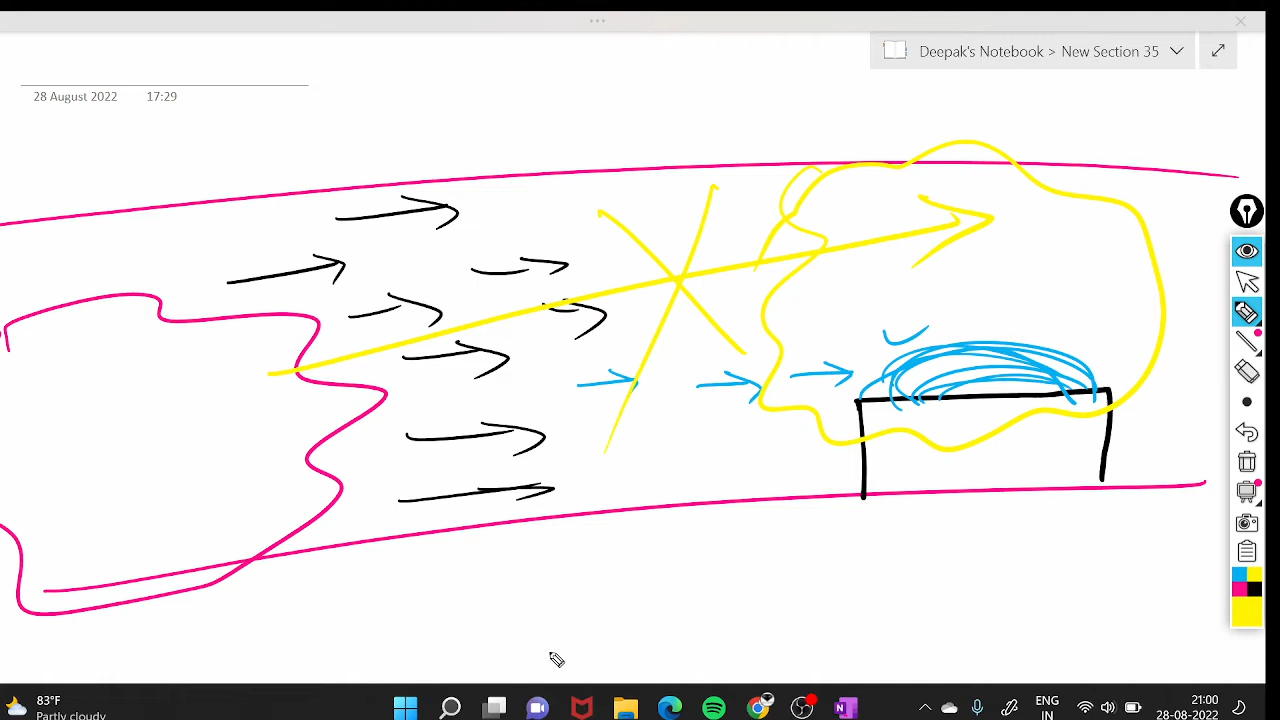 Deepak's Notebook > New Section 35
28 August 2022 17:29
83°F
Partly cloudy
ENG
IN
21:00
28-08-2022